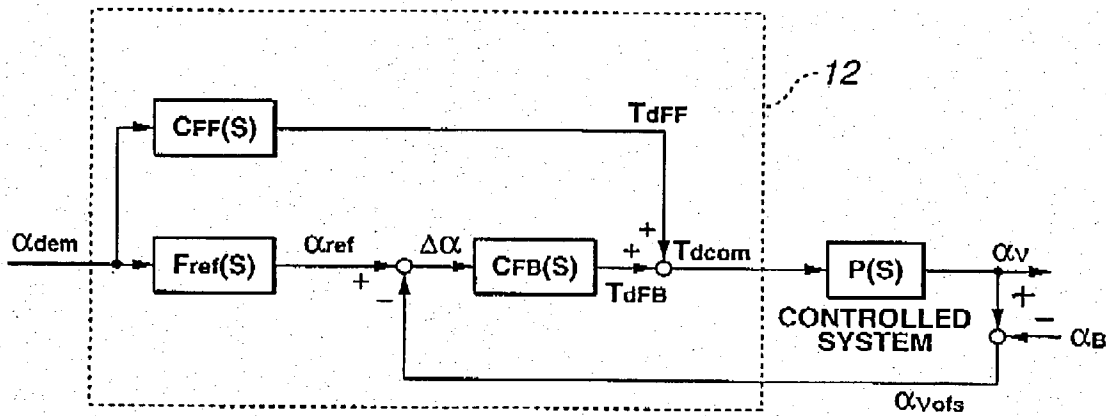 12
CFF(S)
TdFF
αdem
Fref(S)
αref
+
−
Δα
CFB(S)
+
+
TdFB
Tdcom
P(S)
CONTROLLED
SYSTEM
αV
+
−
αB
αVofs